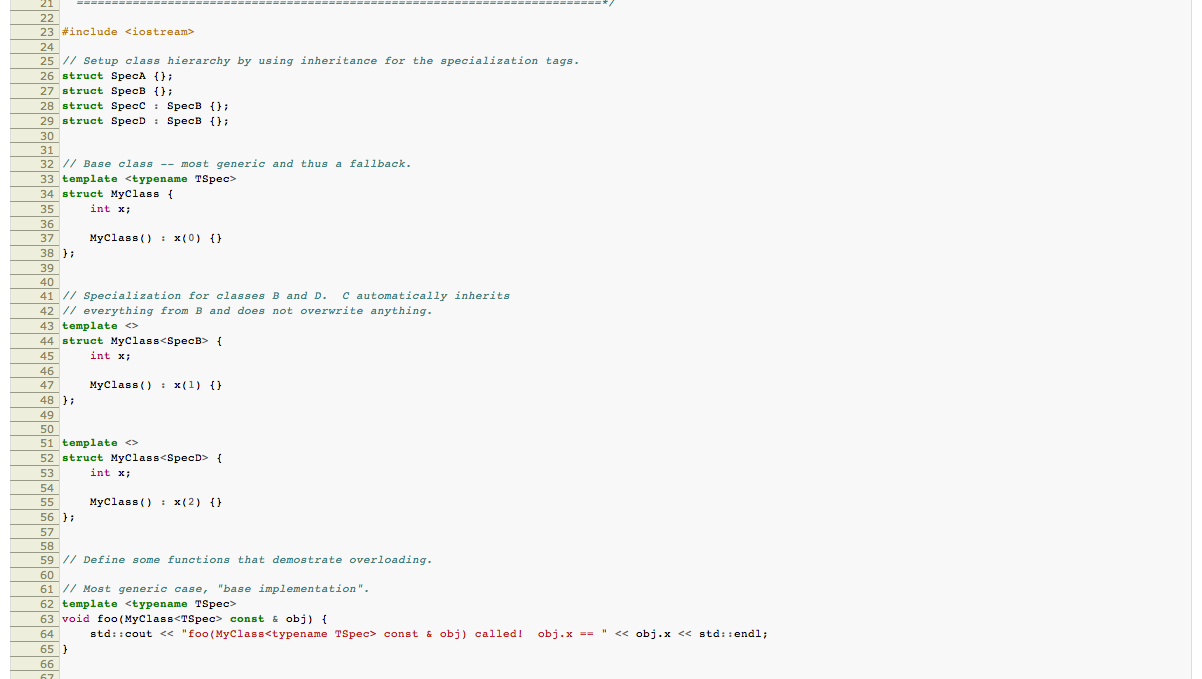 21 ===========================================================================*/
22
23 #include <iostream>
24
25 // Setup class hierarchy by using inheritance for the specialization tags.
26 struct SpecA {};
27 struct SpecB {};
28 struct SpecC : SpecB {};
29 struct SpecD : SpecB {};
30
31
32 // Base class -- most generic and thus a fallback.
33 template <typename TSpec>
34 struct MyClass {
35     int x;
36
37     MyClass() : x(0) {}
38 };
39
40
41 // Specialization for classes B and D.  C automatically inherits
42 // everything from B and does not overwrite anything.
43 template <>
44 struct MyClass<SpecB> {
45     int x;
46
47     MyClass() : x(1) {}
48 };
49
50
51 template <>
52 struct MyClass<SpecD> {
53     int x;
54
55     MyClass() : x(2) {}
56 };
57
58
59 // Define some functions that demostrate overloading.
60
61 // Most generic case, "base implementation".
62 template <typename TSpec>
63 void foo(MyClass<TSpec> const & obj) {
64     std::cout << "foo(MyClass<typename TSpec> const & obj) called!  obj.x == " << obj.x << std::endl;
65 }
66
67